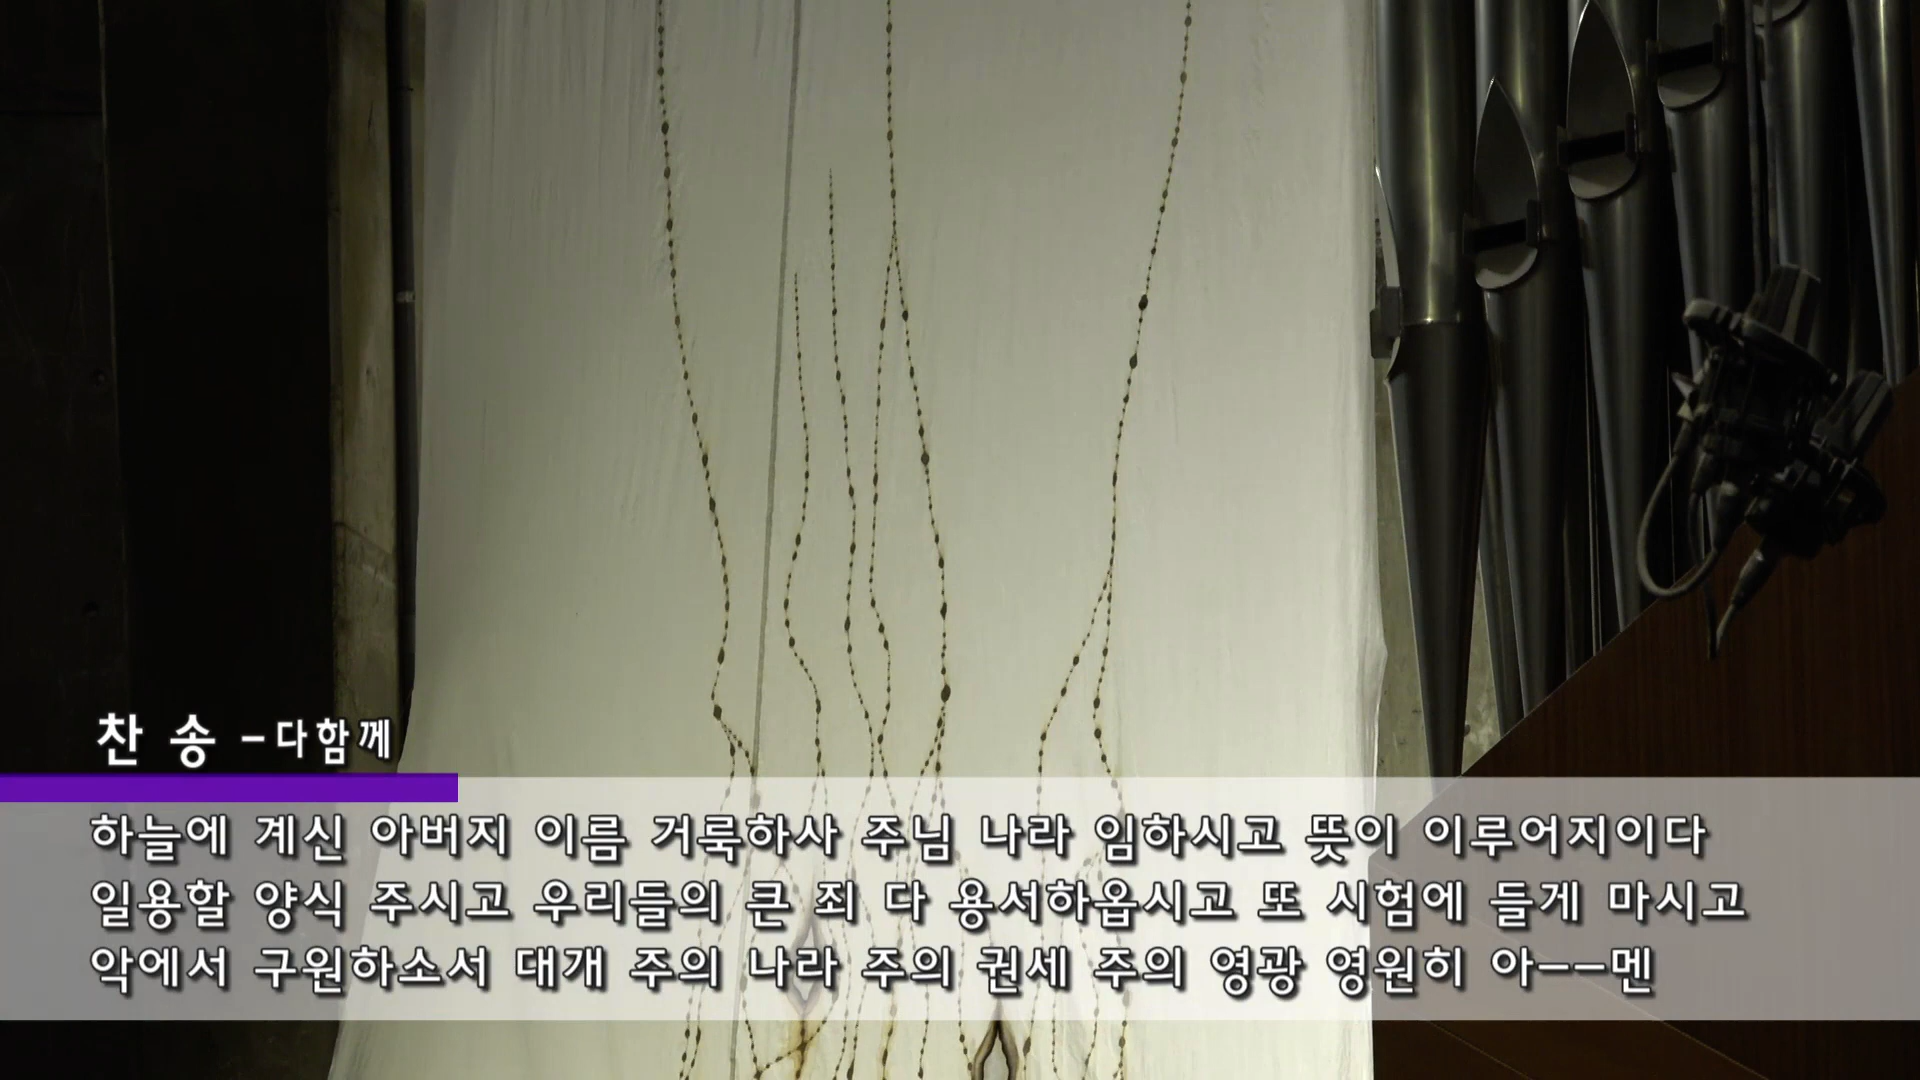 찬 송 -다함께
하늘에 계신 아버지 이름 거룩하사 주님 나라 임하시고 뜻이 이루어지이다
일용할 양식 주시고 우리들의 큰 죄 다 용서하옵시고 또 시험에 들게 마시고
악에서 구원하소서 대개 주의 나라 주의 권세 주의 영광 영원히 아--멘